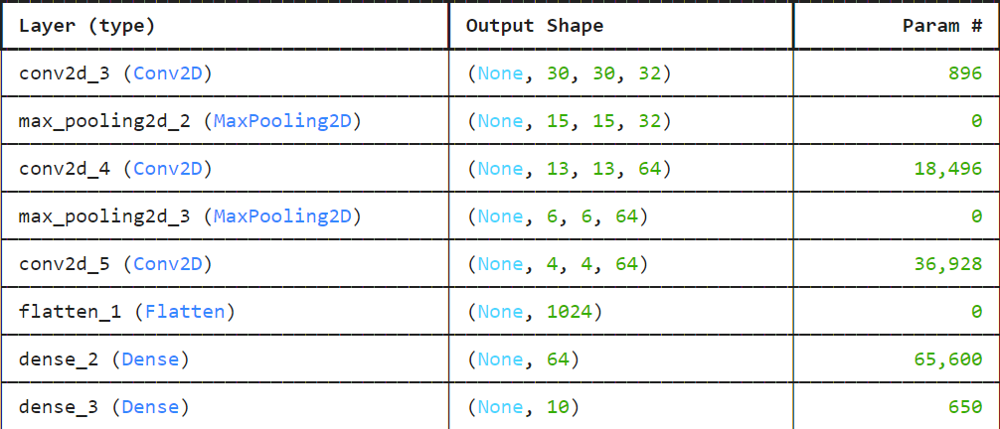 Layer (type) Output Shape Param #
conv2d_3 (Conv2D) (None, 30, 30, 32) 896
max_pooling2d_2 (MaxPooling2D) (None, 15, 15, 32) 0
conv2d_4 (Conv2D) (None, 13, 13, 64) 18,496
max_pooling2d_3 (MaxPooling2D) (None, 6, 6, 64) 0
conv2d_5 (Conv2D) (None, 4, 4, 64) 36,928
flatten_1 (Flatten) (None, 1024) 0
dense_2 (Dense) (None, 64) 65,600
dense_3 (Dense) (None, 10) 650